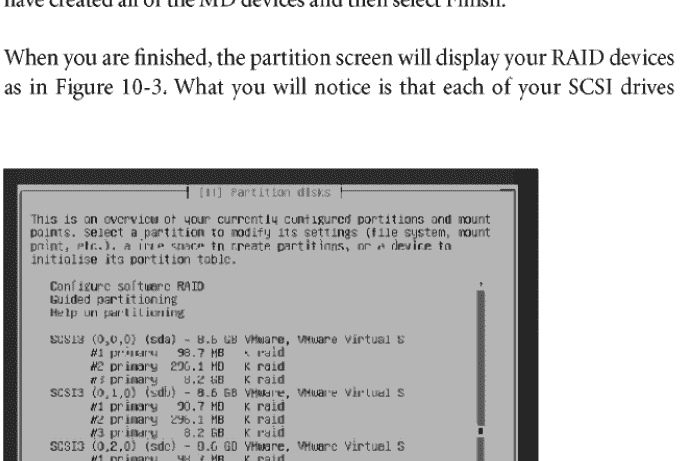 have created all of the MD devices and then select Finish.
When you are finished, the partition screen will display your RAID devices
as in Figure 10-3. What you will notice is that each of your SCSI drives
[!!] Partition disks
This is an overview of your currently configured partitions and mount
points. Select a partition to modify its settings (file system, mount
point, etc.), a free space to create partitions, or a device to
initialise its partition table.
Configure software RAID
Guided partitioning
Help on partitioning
SCSI3 (0,0,0) (sda) - 8.6 GB VMware, VMware Virtual S
#1 primary 98.7 MB K raid
#2 primary 296.1 MB K raid
#3 primary 8.2 GB K raid
SCSI3 (0,1,0) (sdb) - 8.6 GB VMware, VMware Virtual S
#1 primary 98.7 MB K raid
#2 primary 296.1 MB K raid
#3 primary 8.2 GB K raid
SCSI3 (0,2,0) (sdc) - 8.6 GB VMware, VMware Virtual S
#1 primary 98.7 MB K raid